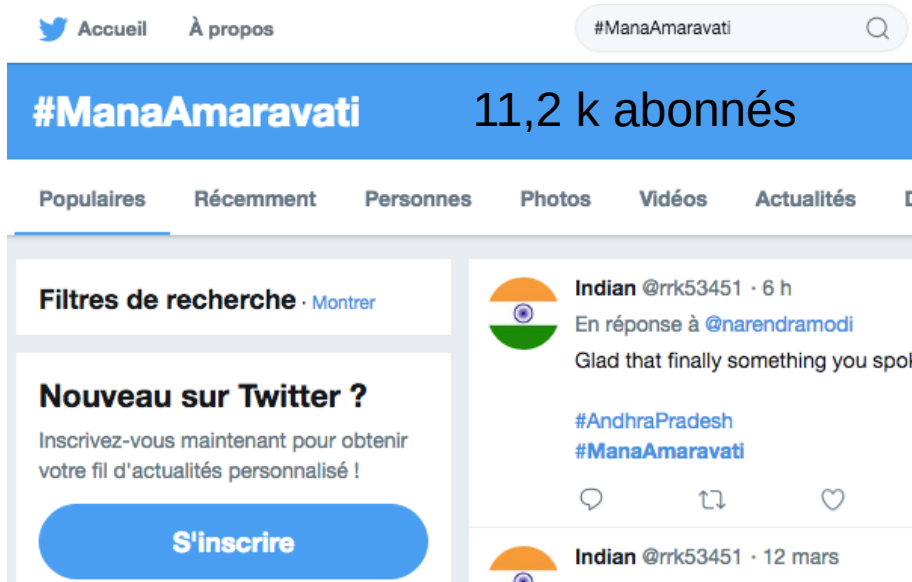 Accueil À propos #ManaAmaravati
#ManaAmaravati 11,2 k abonnés
Populaires Récemment Personnes Photos Vidéos Actualités
Filtres de recherche · Montrer
Nouveau sur Twitter ?
Inscrivez-vous maintenant pour obtenir
votre fil d'actualités personnalisé !
S'inscrire
Indian @rrk53451 · 6 h
En réponse à @narendramodi
Glad that finally something you
#AndhraPradesh
#ManaAmaravati
Indian @rrk53451 · 12 mars